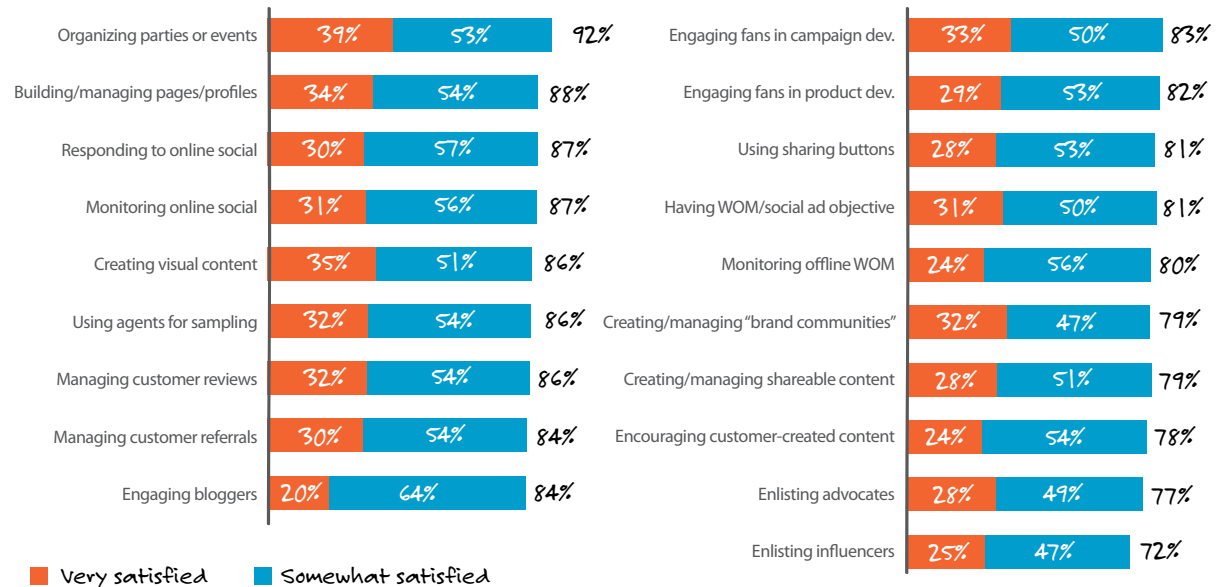 Organizing parties or events 39% 53% 92%
Building/managing pages/profiles 34% 54% 88%
Responding to online social 30% 57% 87%
Monitoring online social 31% 56% 87%
Creating visual content 35% 51% 86%
Using agents for sampling 32% 54% 86%
Managing customer reviews 32% 54% 86%
Managing customer referrals 30% 54% 84%
Engaging bloggers 20% 64% 84%
Engaging fans in campaign dev. 33% 50% 83%
Engaging fans in product dev. 29% 53% 82%
Using sharing buttons 28% 53% 81%
Having WOM/social ad objective 31% 50% 81%
Monitoring offline WOM 24% 56% 80%
Creating/managing “brand communities” 32% 47% 79%
Creating/managing shareable content 28% 51% 79%
Encouraging customer-created content 24% 54% 78%
Enlisting advocates 28% 49% 77%
Enlisting influencers 25% 47% 72%
Very satisfied Somewhat satisfied